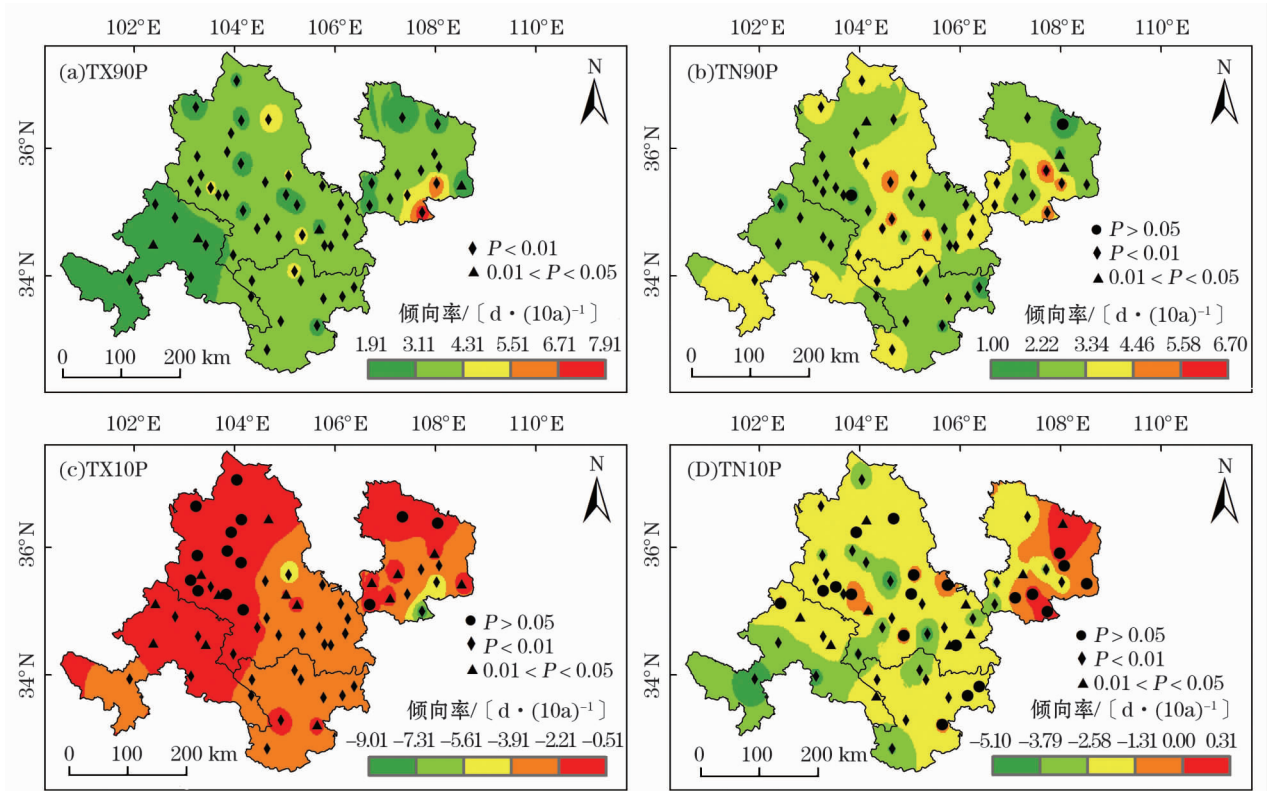 102°E 104°E 106°E 108°E 110°E
102°E 104°E 106°E 108°E 110°E
(a)TX90P
N
36°N
34°N
P<0.01
0.01<P<0.05
倾向率/［d·(10a)⁻¹］
1.91 3.11 4.31 5.51 6.71 7.91
0 100 200 km
(b)TN90P
N
36°N
34°N
P>0.05
P<0.01
0.01<P<0.05
倾向率/［d·(10a)⁻¹］
1.00 2.22 3.34 4.46 5.58 6.70
0 100 200 km
102°E 104°E 106°E 108°E 110°E
102°E 104°E 106°E 108°E 110°E
(c)TX10P
N
36°N
34°N
P>0.05
P<0.01
0.01<P<0.05
倾向率/［d·(10a)⁻¹］
−9.01 −7.31 −5.61 −3.91 −2.21 −0.51
0 100 200 km
(D)TN10P
N
36°N
34°N
P>0.05
P<0.01
0.01<P<0.05
倾向率/［d·(10a)⁻¹］
−5.10 −3.79 −2.58 −1.31 0.00 0.31
0 100 200 km